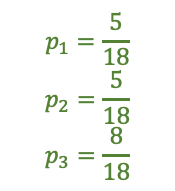 p₁ = 5/18
p₂ = 5/18
p₃ = 8/18